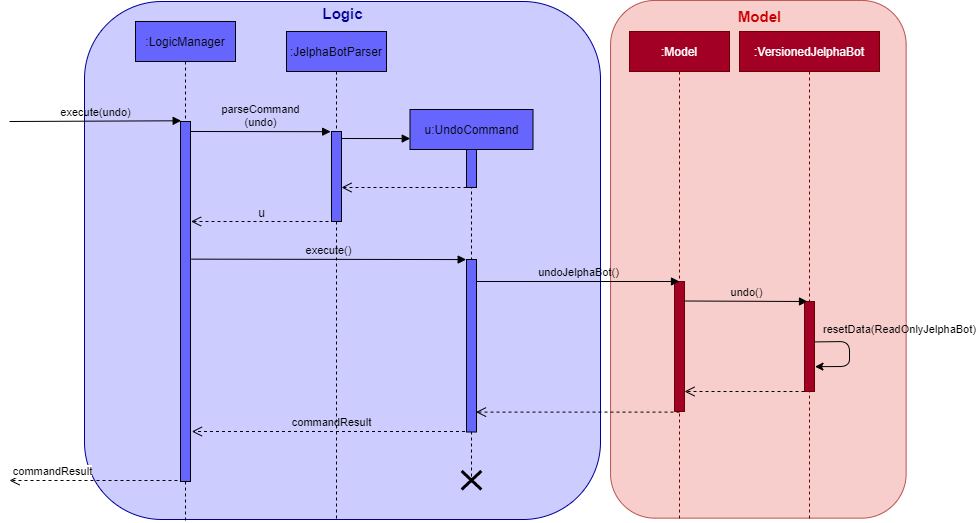 Logic
Model
:LogicManager
:JelphaBotParser
:Model
:VersionedJelphaBot
execute(undo)
parseCommand
(undo)
u:UndoCommand
u
execute()
undoJelphaBot()
undo()
resetData(ReadOnlyJelphaBot)
commandResult
commandResult